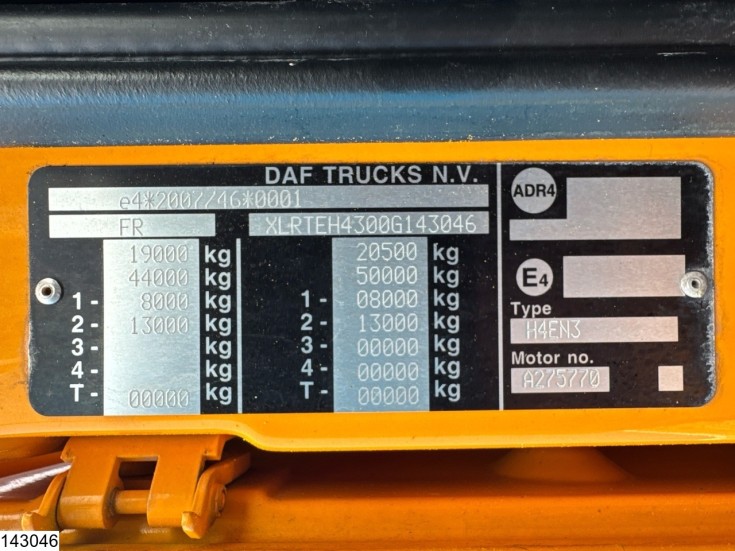 DAF TRUCKS N.V.
e4*2007/46*0001
FR XLRTEH4300G143046
19000 kg 20500 kg
44000 kg 50000 kg
1- 8000 kg 1- 08000 kg
2- 13000 kg 2- 13000 kg
3- kg 3- 00000 kg
4- kg 4- 00000 kg
T- 00000 kg T- 00000 kg
ADR4
E4
Type
H4EN3
Motor no.
A275770
143046